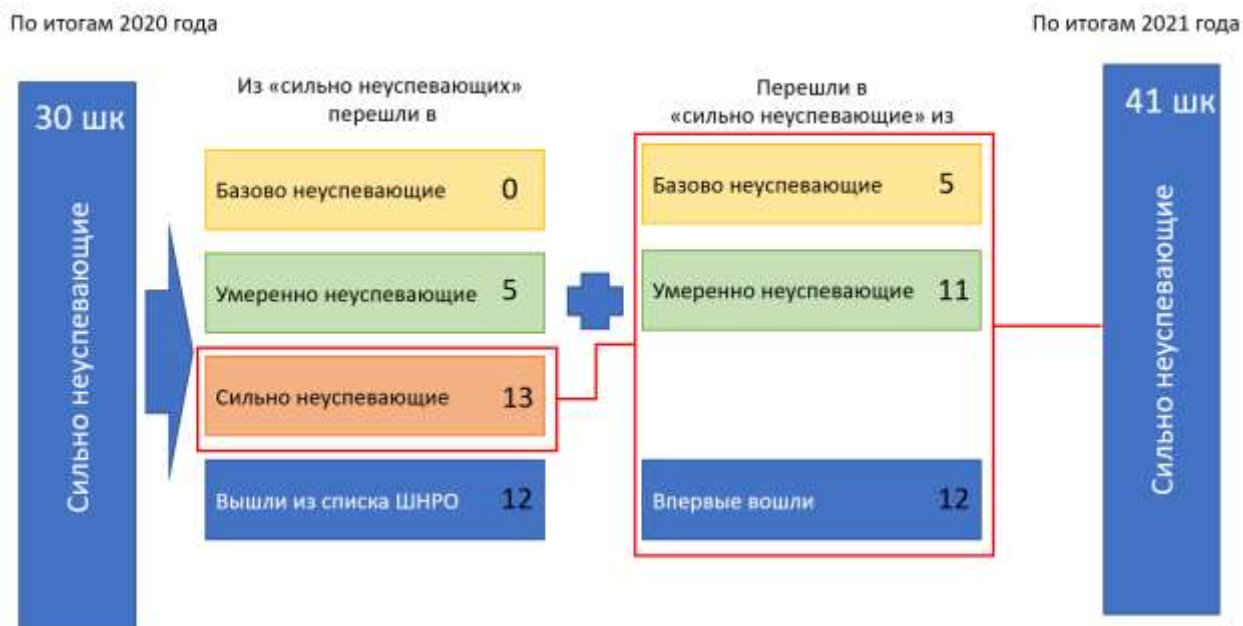 По итогам 2020 года
По итогам 2021 года
30 шк
Сильно неуспевающие
Из «сильно неуспевающих»
перешли в
Базово неуспевающие 0
Умеренно неуспевающие 5
Сильно неуспевающие 13
Вышли из списка ШНРО 12
Перешли в
«сильно неуспевающие» из
Базово неуспевающие 5
Умеренно неуспевающие 11
Впервые вошли 12
41 шк
Сильно неуспевающие